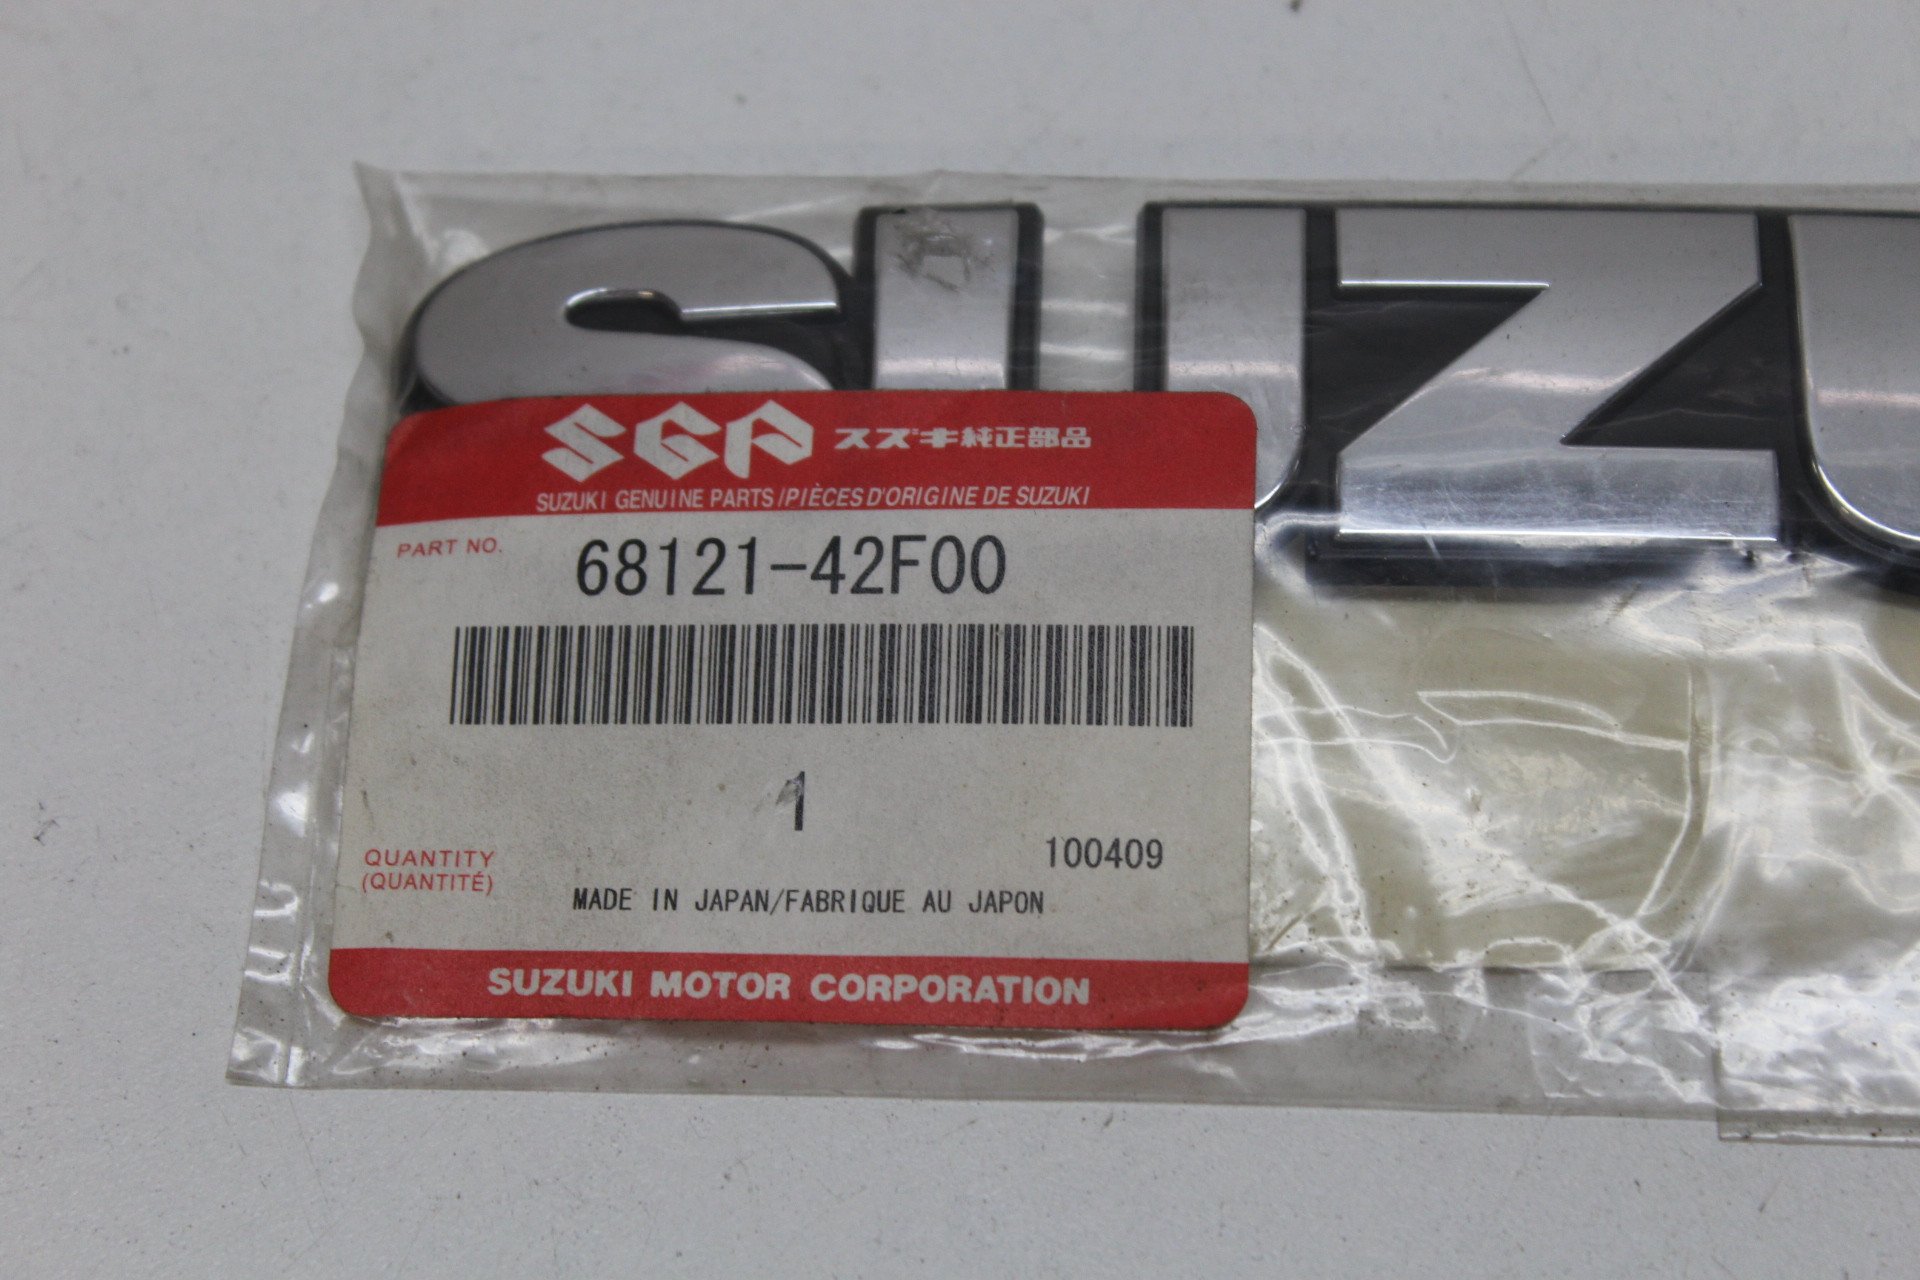 SUZU
SGP スズキ純正部品
SUZUKI GENUINE PARTS/PIÈCES D'ORIGINE DE SUZUKI
PART NO. 68121-42F00
1
QUANTITY
(QUANTITÉ)
100409
MADE IN JAPAN/FABRIQUE AU JAPON
SUZUKI MOTOR CORPORATION